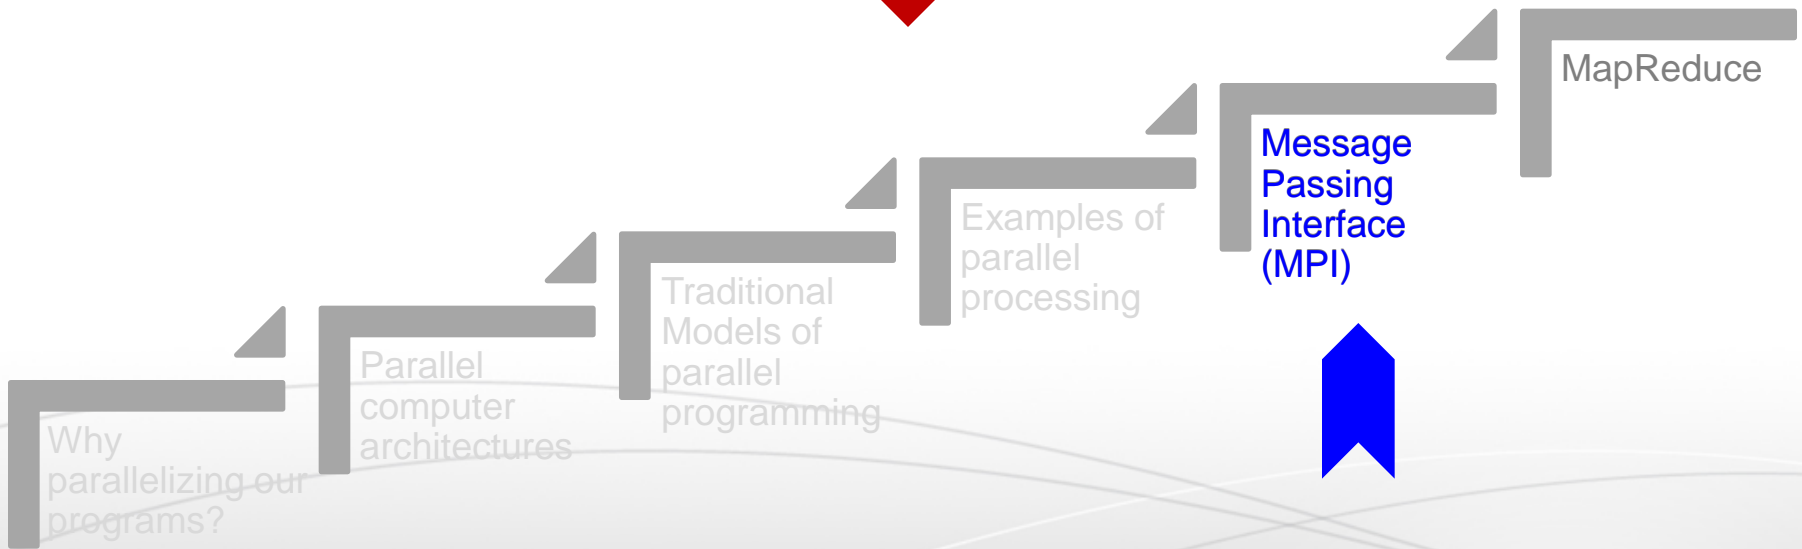 Why
parallelizing our
programs?
Parallel
computer
architectures
Traditional
Models of
parallel
programming
Examples of
parallel
processing
Message
Passing
Interface
(MPI)
MapReduce